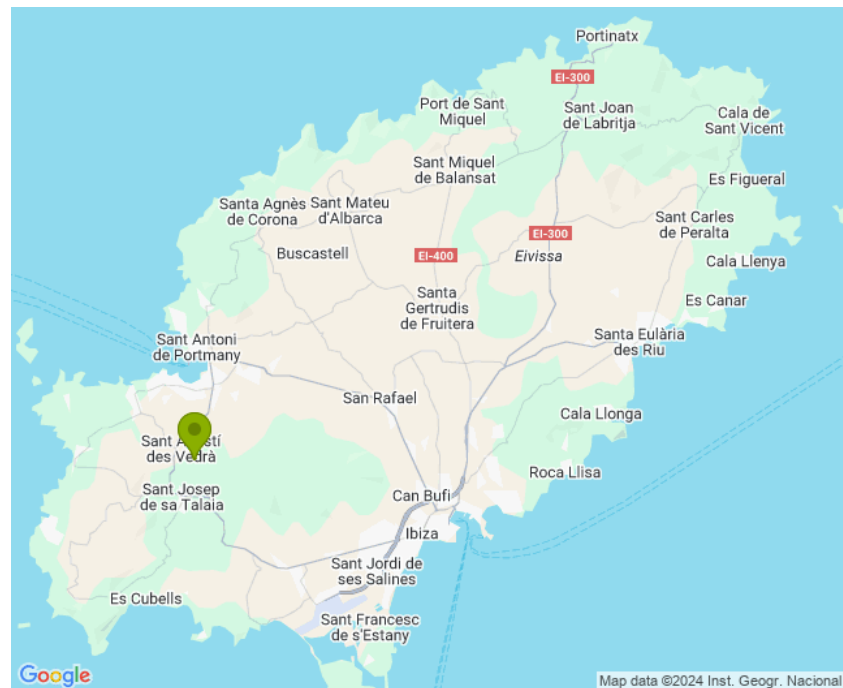 Portinatx
EI-300
Port de Sant
Miquel
Sant Joan
de Labritja
Cala de
Sant Vicent
Sant Miquel
de Balansat
Es Figueral
Santa Agnès
de Corona
Sant Mateu
d'Albarca
Sant Carles
de Peralta
EI-300
Buscastell
EI-400
Eivissa
Cala Llenya
Santa
Gertrudis
de Fruitera
Es Canar
Sant Antoni
de Portmany
Santa Eulària
des Riu
San Rafael
Cala Llonga
Sant
des Vedrà
Roca Llisa
Sant Josep
de sa Talaia
Can Bufi
Ibiza
Sant Jordi de
ses Salines
Es Cubells
Sant Francesc
de s'Estany
Google
Map data ©2024 Inst. Geogr. Nacional